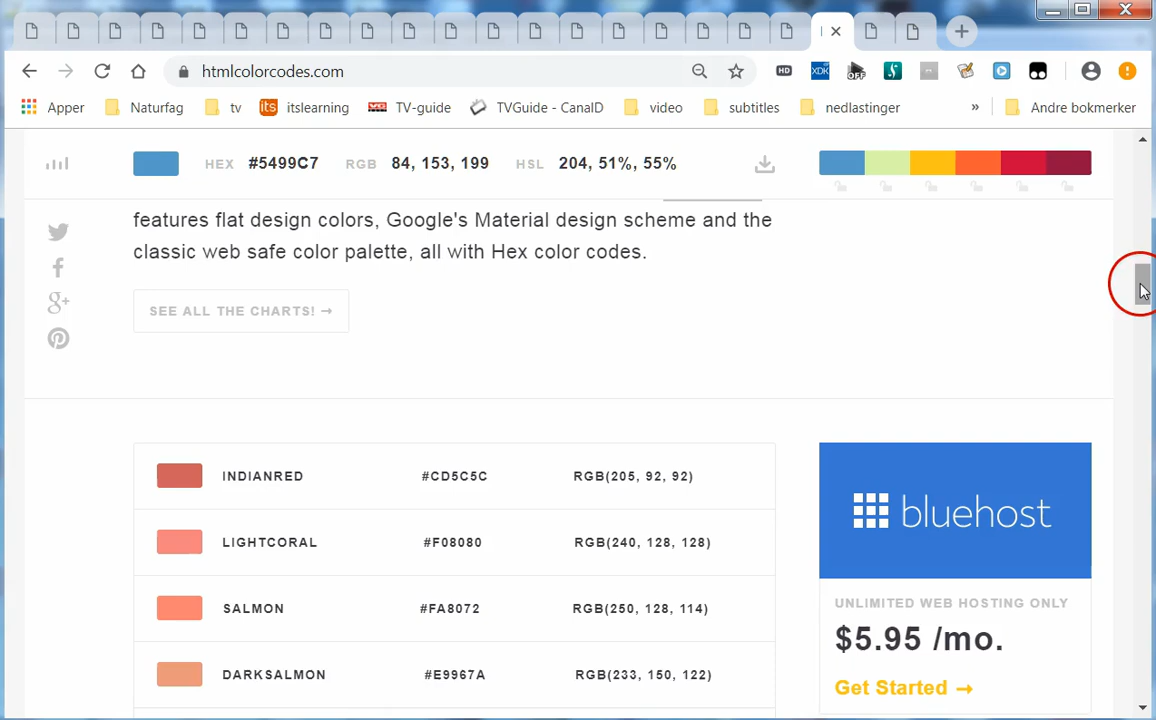 htmlcolorcodes.com
HD
XDK
OFF
Apper
Naturfag
tv
its
itslearning
TV-guide
TVGuide - CanalD
video
subtitles
nedlastinger
»
Andre bokmerker
HEX #5499C7 RGB 84, 153, 199 HSL 204, 51%, 55%
features flat design colors, Google's Material design scheme and the
classic web safe color palette, all with Hex color codes.
SEE ALL THE CHARTS! →
INDIANRED #CD5C5C RGB(205, 92, 92)
LIGHTCORAL #F08080 RGB(240, 128, 128)
SALMON #FA8072 RGB(250, 128, 114)
DARKSALMON #E9967A RGB(233, 150, 122)
bluehost
UNLIMITED WEB HOSTING ONLY
$5.95 /mo.
Get Started →